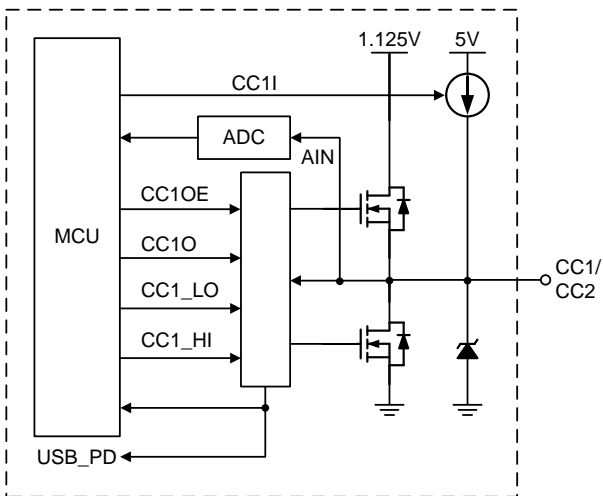 1.125V
5V
CC1I
ADC
AIN
CC1OE
MCU
CC1O
CC1/
CC2
CC1_LO
CC1_HI
USB_PD